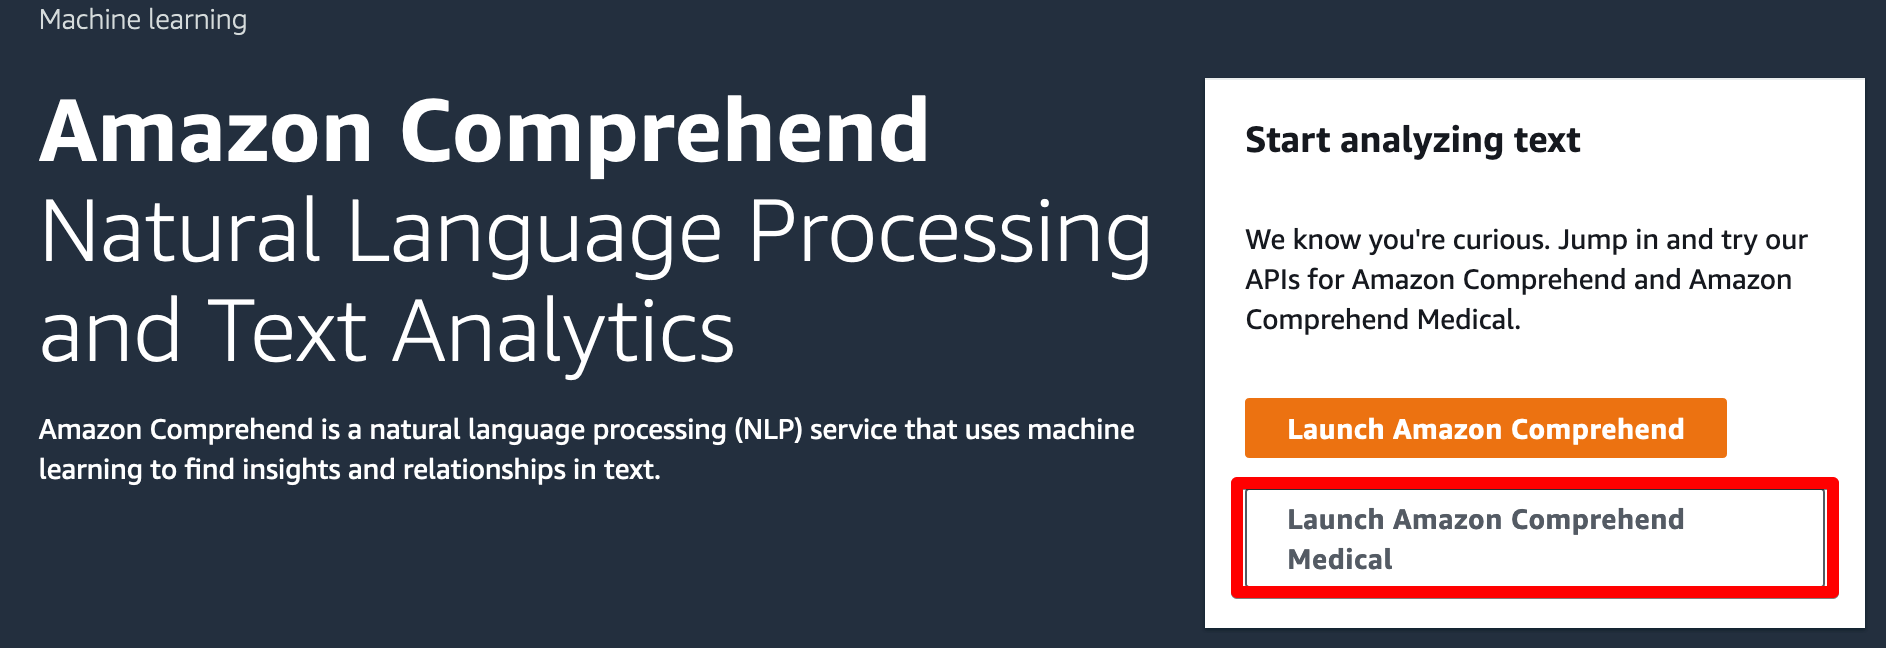 Machine learning
Amazon Comprehend
Natural Language Processing
and Text Analytics
Amazon Comprehend is a natural language processing (NLP) service that uses machine
learning to find insights and relationships in text.
Start analyzing text
We know you're curious. Jump in and try our
APIs for Amazon Comprehend and Amazon
Comprehend Medical.
Launch Amazon Comprehend
Launch Amazon Comprehend
Medical